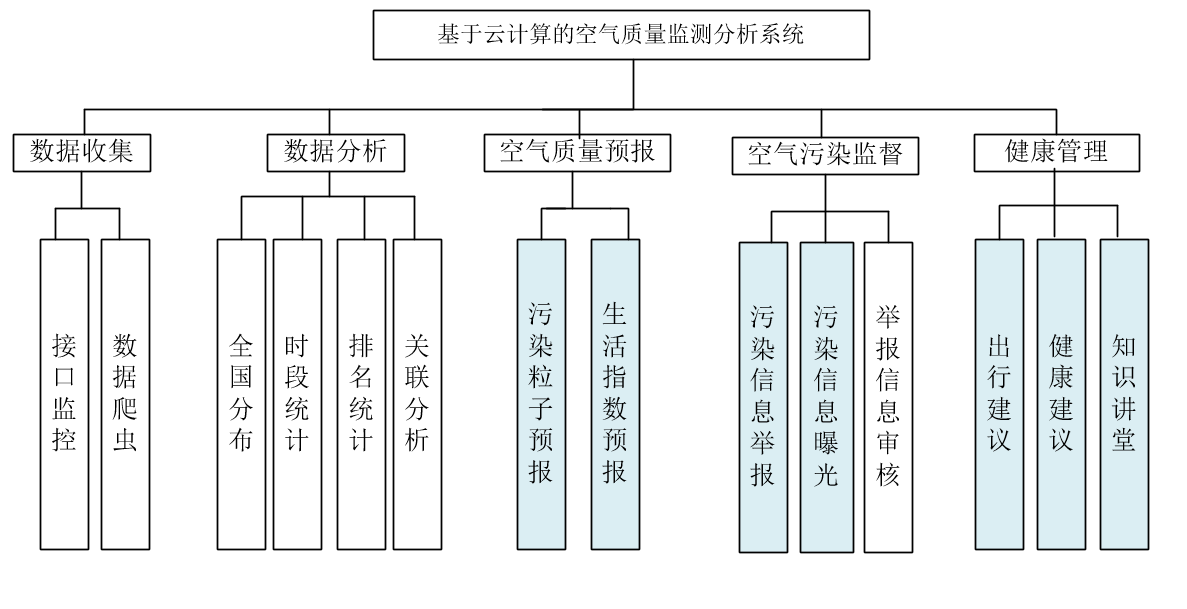 基于云计算的空气质量监测分析系统
数据收集
数据分析
空气质量预报
空气污染监督
健康管理
接口监控
数据爬虫
全国分布
时段统计
排名统计
关联分析
污染粒子预报
生活指数预报
污染信息举报
污染信息曝光
举报信息审核
出行建议
健康建议
知识讲堂